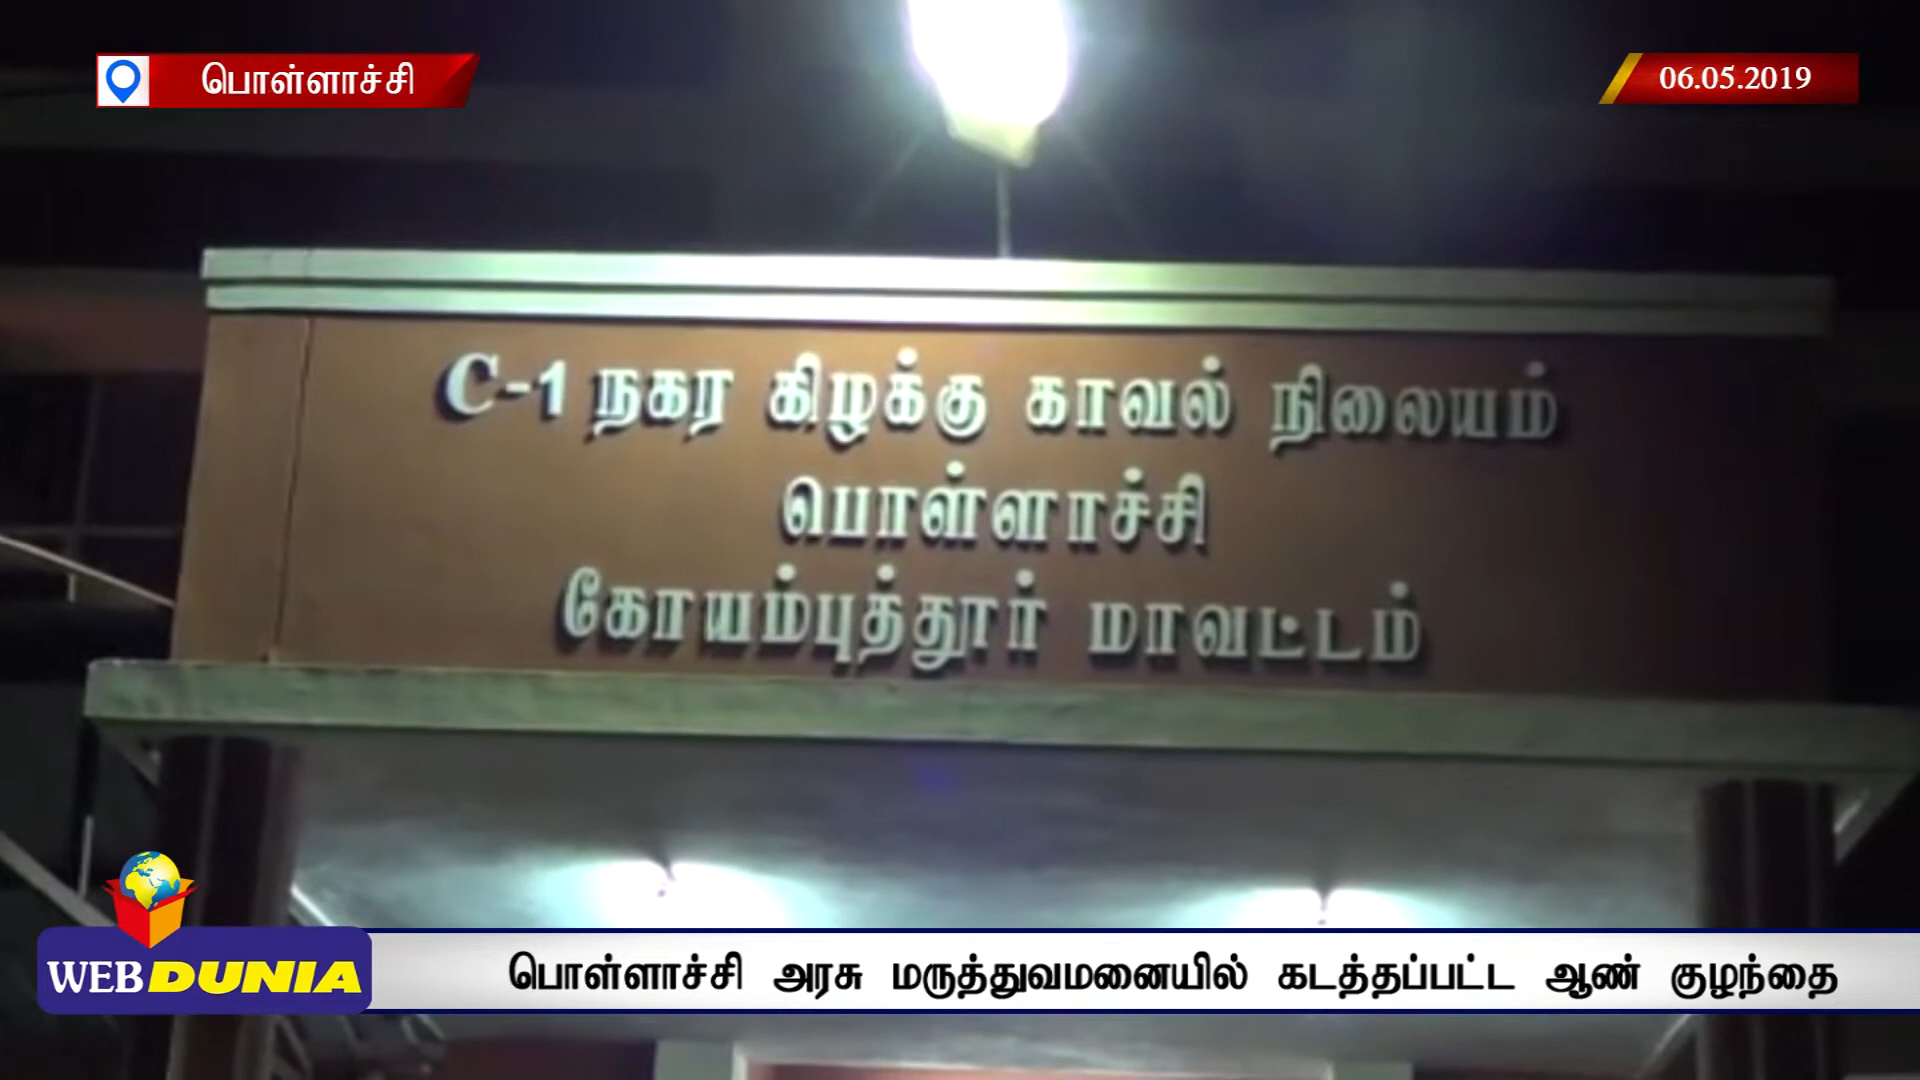 பொள்ளாச்சி
06.05.2019
C-1 நகர கிழக்கு காவல் நிலையம்
பொள்ளாச்சி
கோயம்புத்தூர் மாவட்டம்
WEBDUNIA
பொள்ளாச்சி அரசு மருத்துவமனையில் கடத்தப்பட்ட ஆண் குழந்தை